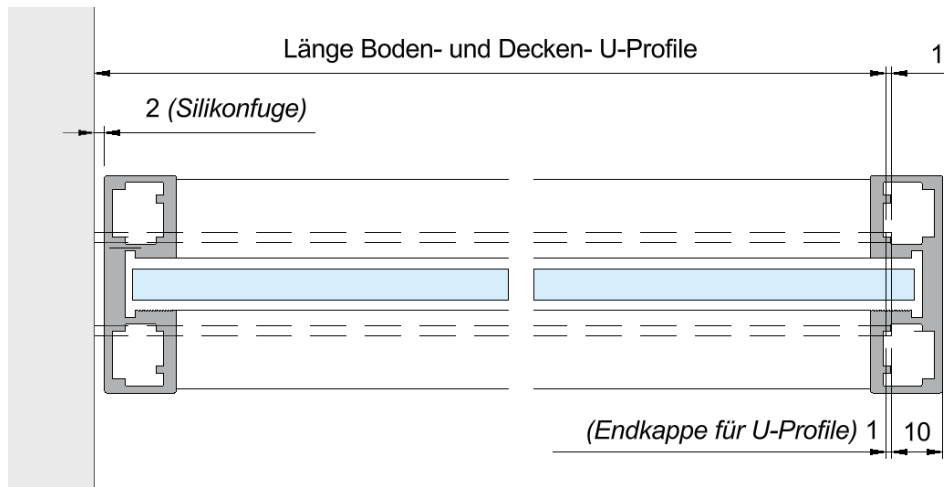 Länge Boden- und Decken- U-Profile
1
2 (Silikonfuge)
(Endkappe für U-Profile) 1 10